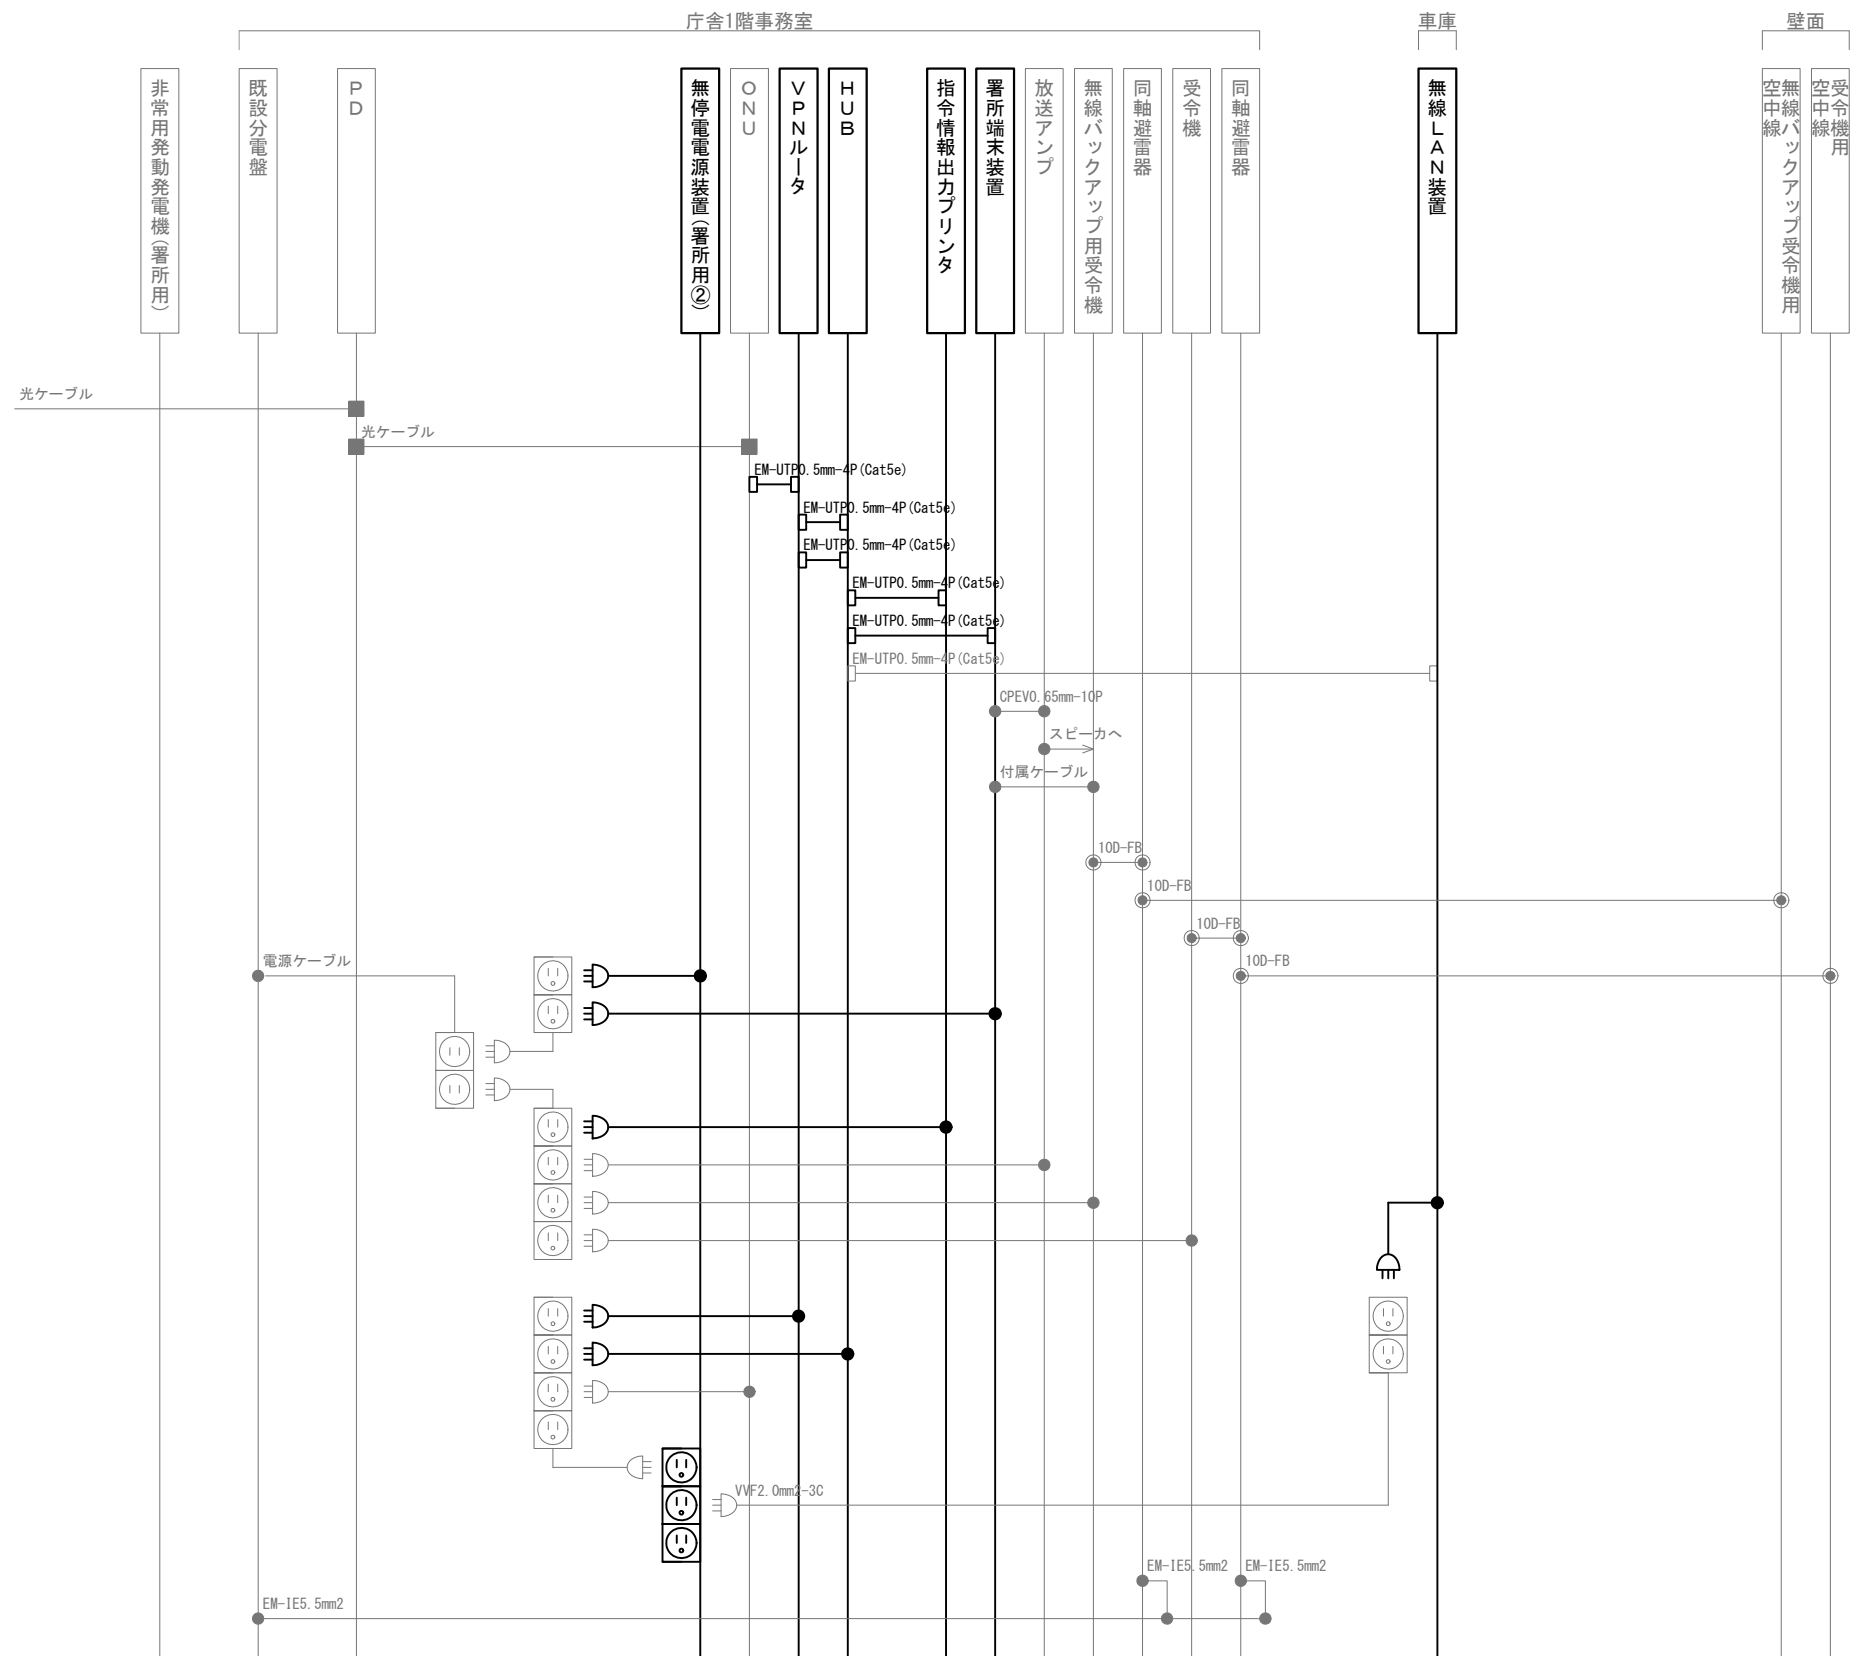 庁舎1階事務室
車庫
壁面
非常用発動発電機（署所用）
既設分電盤
ＰＤ
無停電電源装置（署所用②）
ＯＮＵ
ＶＰＮルータ
ＨＵＢ
指令情報出力プリンタ
署所端末装置
放送アンプ
無線バックアップ用受令機
同軸避雷器
受令機
同軸避雷器
無線ＬＡＮ装置
無線バックアップ受令機用
空中線
受令機用
空中線
光ケーブル
光ケーブル
EM-UTP0.5mm-4P(Cat5e)
EM-UTP0.5mm-4P(Cat5e)
EM-UTP0.5mm-4P(Cat5e)
EM-UTP0.5mm-4P(Cat5e)
EM-UTP0.5mm-4P(Cat5e)
EM-UTP0.5mm-4P(Cat5e)
CPEV0.65mm-10P
スピーカへ
付属ケーブル
10D-FB
10D-FB
10D-FB
電源ケーブル
10D-FB
VVF2.0mm2-3C
EM-IE5.5mm2
EM-IE5.5mm2
EM-IE5.5mm2